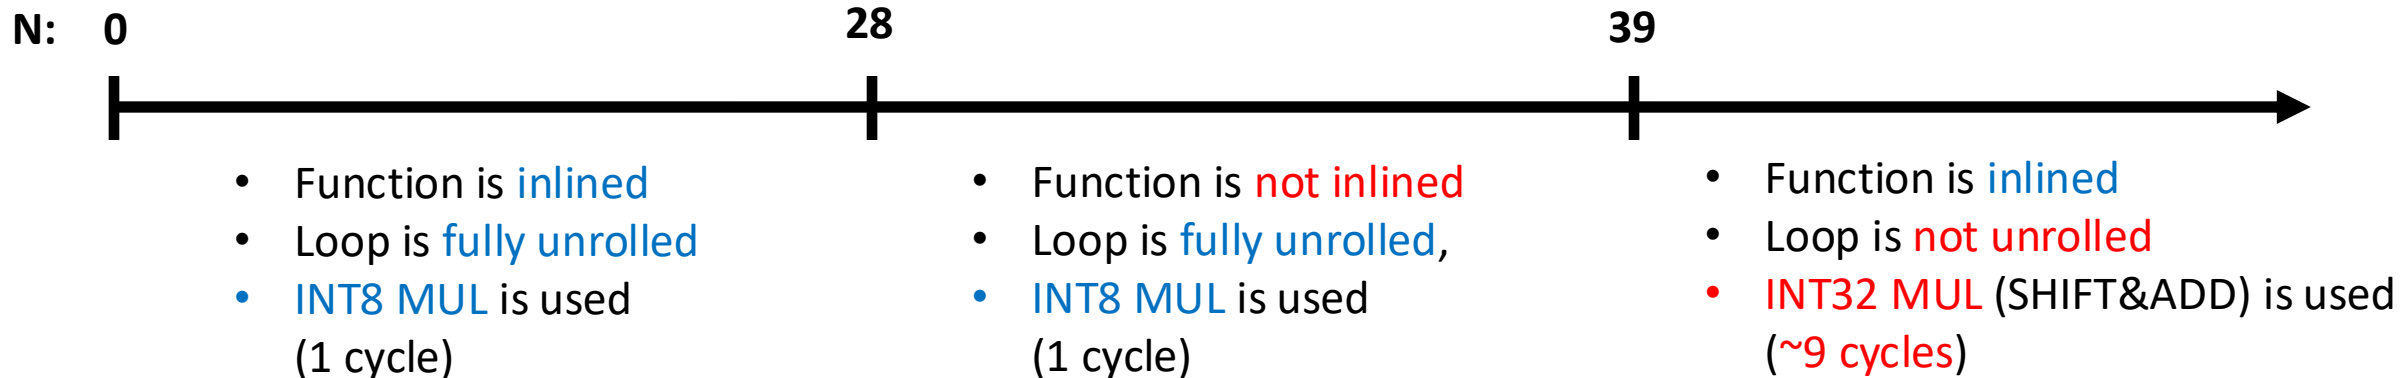 N: 0 28 39
• Function is inlined
• Loop is fully unrolled
• INT8 MUL is used
(1 cycle)
• Function is not inlined
• Loop is fully unrolled,
• INT8 MUL is used
(1 cycle)
• Function is inlined
• Loop is not unrolled
• INT32 MUL (SHIFT&ADD) is used
(~9 cycles)